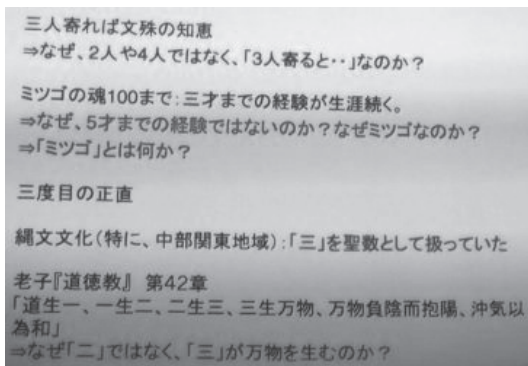 三人寄れば文殊の知恵
⇒なぜ、2人や4人ではなく、「3人寄ると・・」なのか?
ミツゴの魂100まで:三才までの経験が生涯続く。
⇒なぜ、5才までの経験ではないのか?なぜミツゴなのか?
⇒「ミツゴ」とは何か?
三度目の正直
縄文文化(特に、中部関東地域):「三」を聖数として扱っていた
老子『道徳教』 第42章
「道生一、一生二、二生三、三生万物、万物負陰而抱陽、沖気以
為和」
⇒なぜ「二」ではなく、「三」が万物を生むのか?